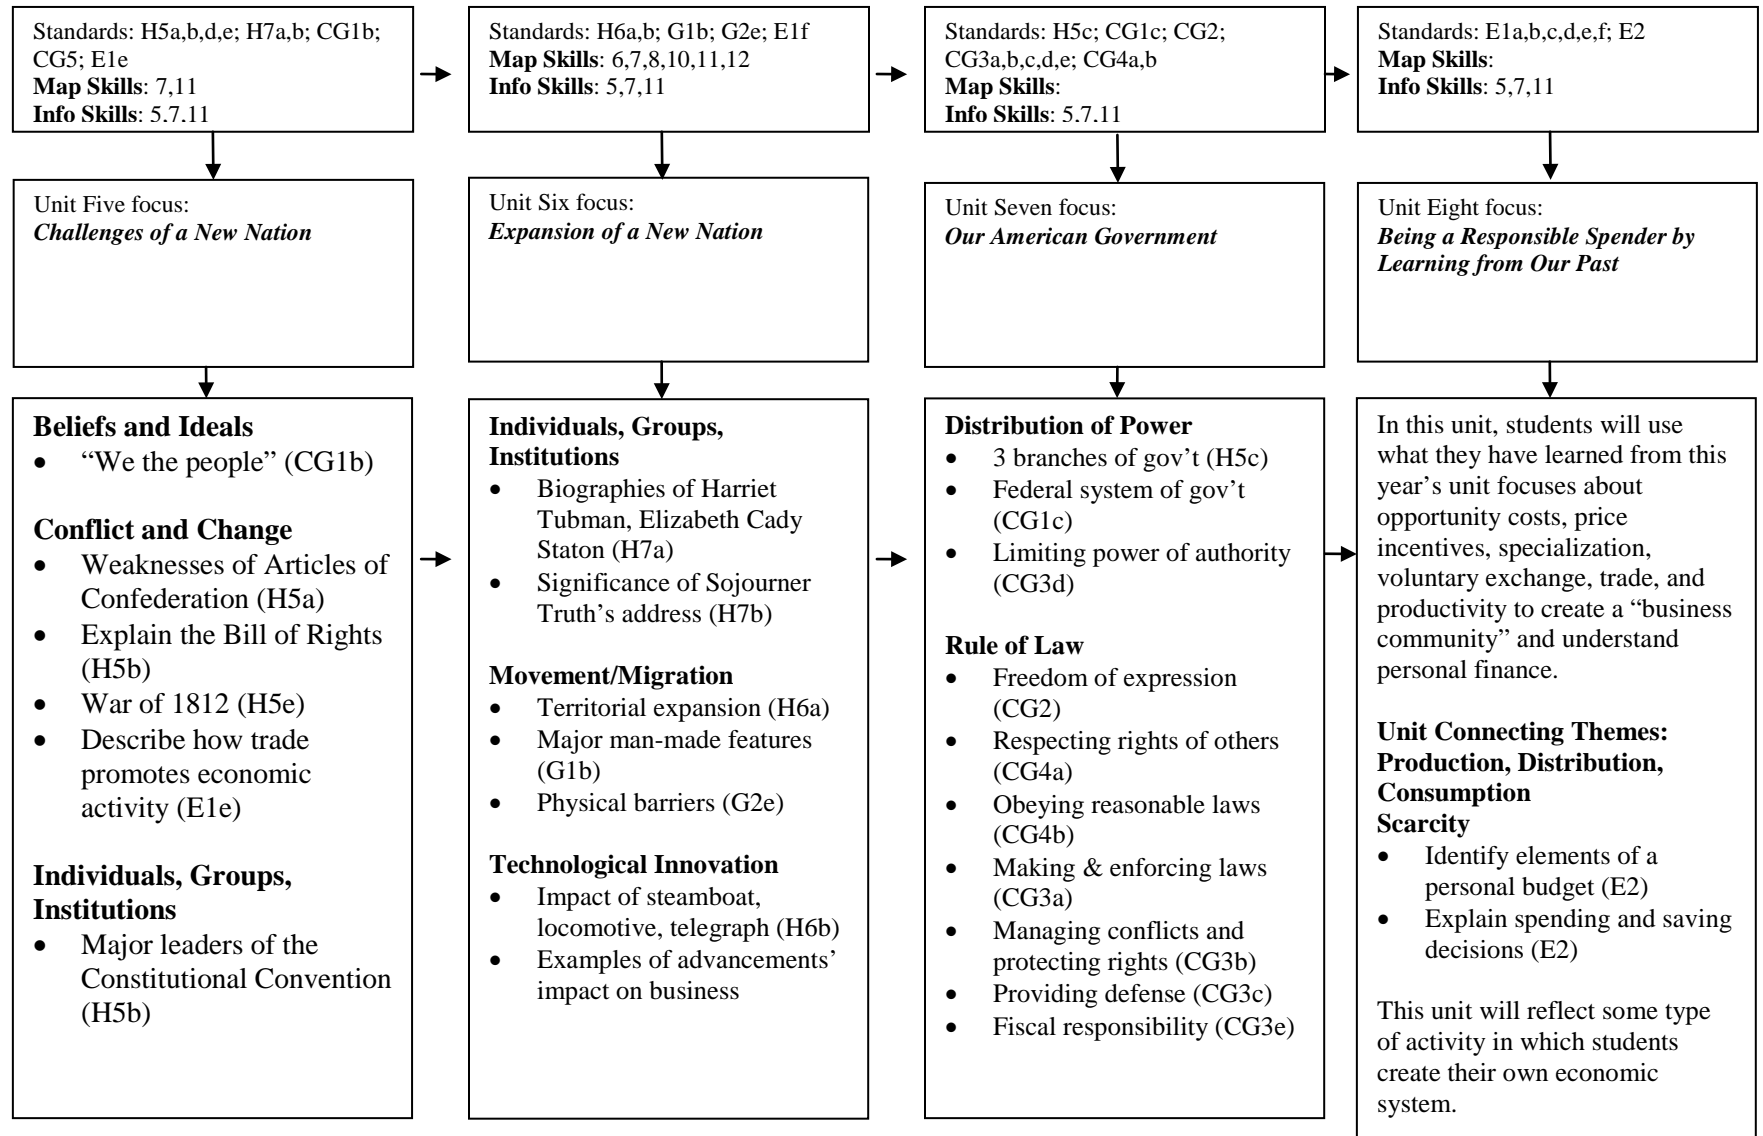 Standards: H5a,b,d,e; H7a,b; CG1b;
CG5; E1e
Map Skills: 7,11
Info Skills: 5,7,11
Standards: H6a,b; G1b; G2e; E1f
Map Skills: 6,7,8,10,11,12
Info Skills: 5,7,11
Standards: H5c; CG1c; CG2;
CG3a,b,c,d,e; CG4a,b
Map Skills:
Info Skills: 5,7,11
Standards: E1a,b,c,d,e,f; E2
Map Skills:
Info Skills: 5,7,11
Unit Five focus:
Challenges of a New Nation
Unit Six focus:
Expansion of a New Nation
Unit Seven focus:
Our American Government
Unit Eight focus:
Being a Responsible Spender by
Learning from Our Past
Beliefs and Ideals
• “We the people” (CG1b)
Conflict and Change
• Weaknesses of Articles of
Confederation (H5a)
• Explain the Bill of Rights
(H5b)
• War of 1812 (H5e)
• Describe how trade
promotes economic
activity (E1e)
Individuals, Groups,
Institutions
• Major leaders of the
Constitutional Convention
(H5b)
Individuals, Groups,
Institutions
• Biographies of Harriet
Tubman, Elizabeth Cady
Staton (H7a)
• Significance of Sojourner
Truth’s address (H7b)
Movement/Migration
• Territorial expansion (H6a)
• Major man-made features
(G1b)
• Physical barriers (G2e)
Technological Innovation
• Impact of steamboat,
locomotive, telegraph (H6b)
• Examples of advancements’
impact on business
Distribution of Power
• 3 branches of gov’t (H5c)
• Federal system of gov’t
(CG1c)
• Limiting power of authority
(CG3d)
Rule of Law
• Freedom of expression
(CG2)
• Respecting rights of others
(CG4a)
• Obeying reasonable laws
(CG4b)
• Making & enforcing laws
(CG3a)
• Managing conflicts and
protecting rights (CG3b)
• Providing defense (CG3c)
• Fiscal responsibility (CG3e)
In this unit, students will use
what they have learned from this
year’s unit focuses about
opportunity costs, price
incentives, specialization,
voluntary exchange, trade, and
productivity to create a “business
community” and understand
personal finance.
Unit Connecting Themes:
Production, Distribution,
Consumption
Scarcity
• Identify elements of a
personal budget (E2)
• Explain spending and saving
decisions (E2)
This unit will reflect some type
of activity in which students
create their own economic
system.